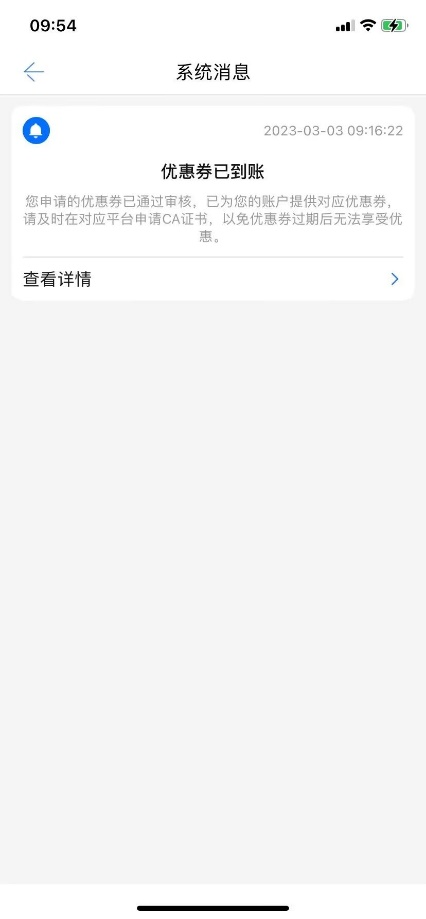 09:54
系统消息
2023-03-03 09:16:22
优惠券已到账
您申请的优惠券已通过审核，已为您的账户提供对应优惠券，
请及时在对应平台申请CA证书，以免优惠券过期后无法享受优
惠。
查看详情